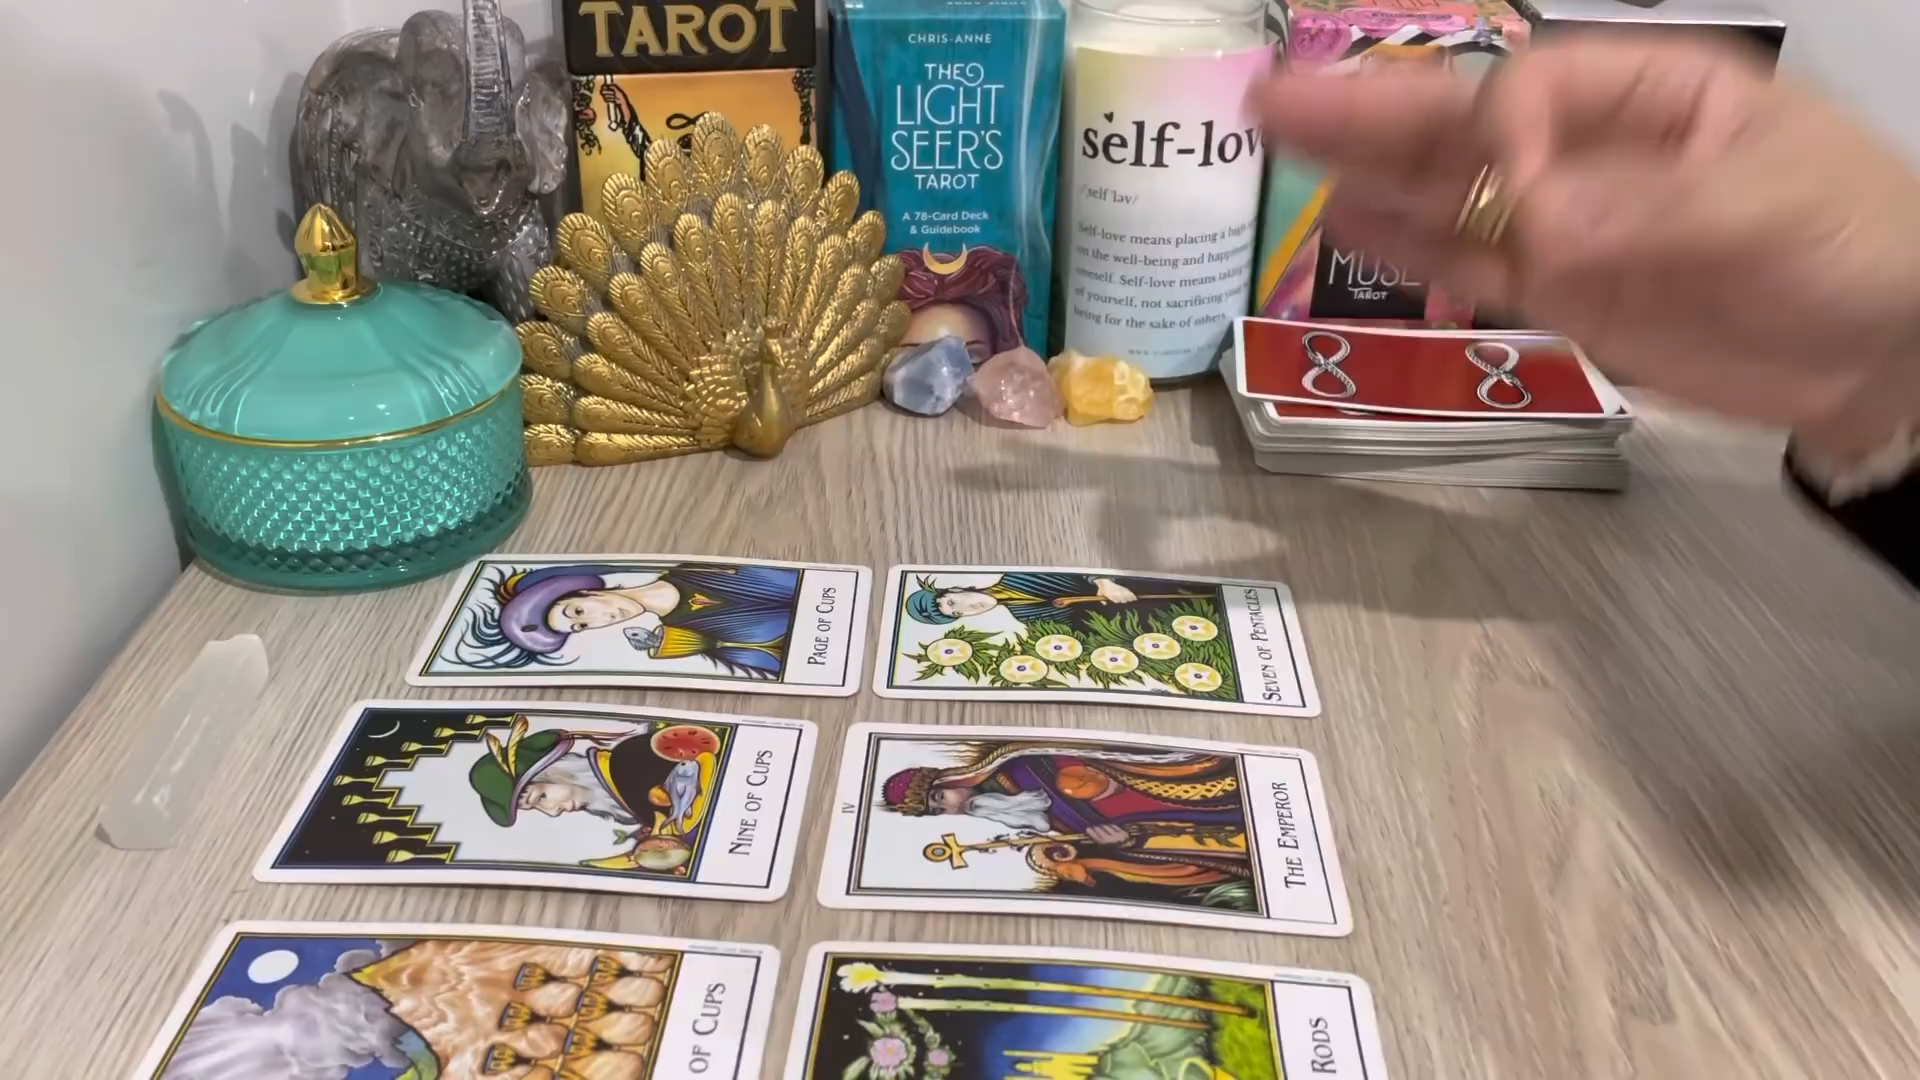 TAROT
CHRIS-ANNE
THE
LIGHT
SEER'S
TAROT
A 78-Card Deck
& Guidebook
self-lov
/ˈself ˈləv/
Self-love means placing a high
on the well-being and happiness
oneself. Self-love means taking
of yourself, not sacrificing your
being for the sake of others.
MUSE
TAROT
PAGE OF CUPS
SEVEN OF PENTACLES
NINE OF CUPS
IV
THE EMPEROR
OF CUPS
RODS